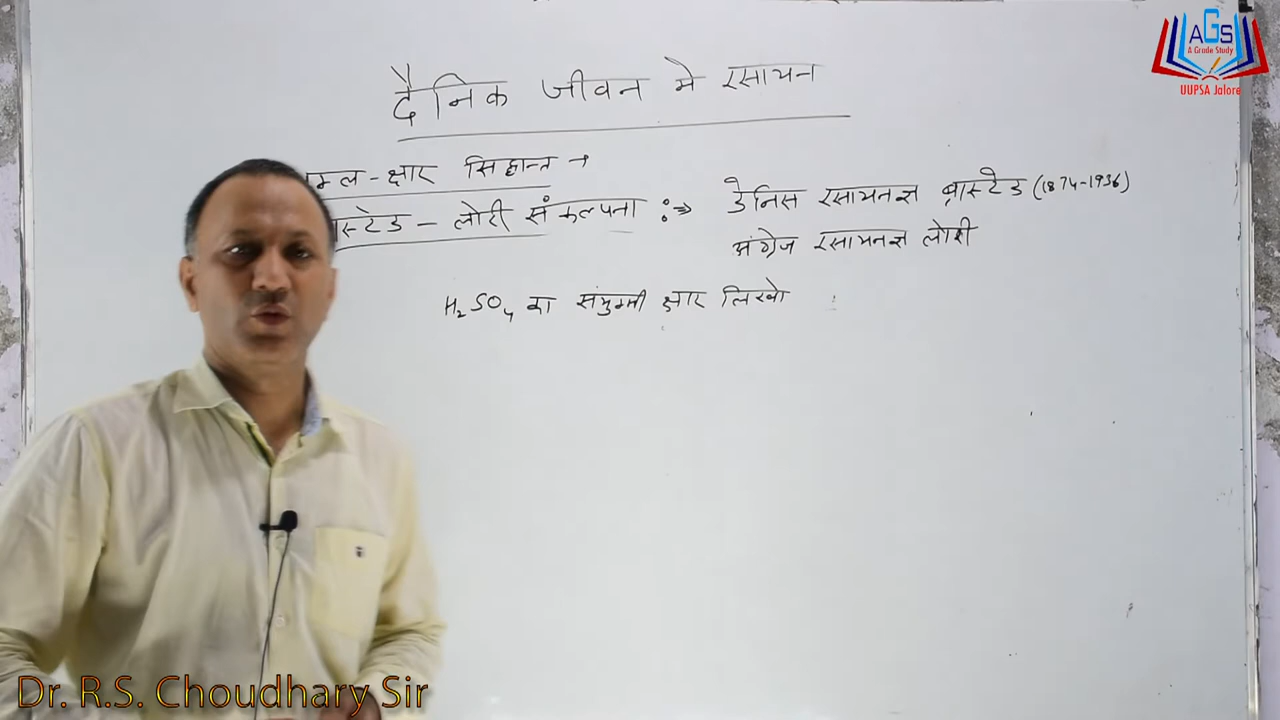 AGS
A Grade Study
UUPSA Jalore
दैनिक जीवन मे रसायन
म्ल-क्षार सिद्धान्त →
स्टेड - लोरी संकल्पना :⇒ डेनिस रसायनज्ञ ब्रांस्टेड (1874-1936)
अंग्रेज रसायनज्ञ लोरी
H₂SO₄ का संयुग्मी क्षार लिखो
Dr. R.S. Choudhary Sir